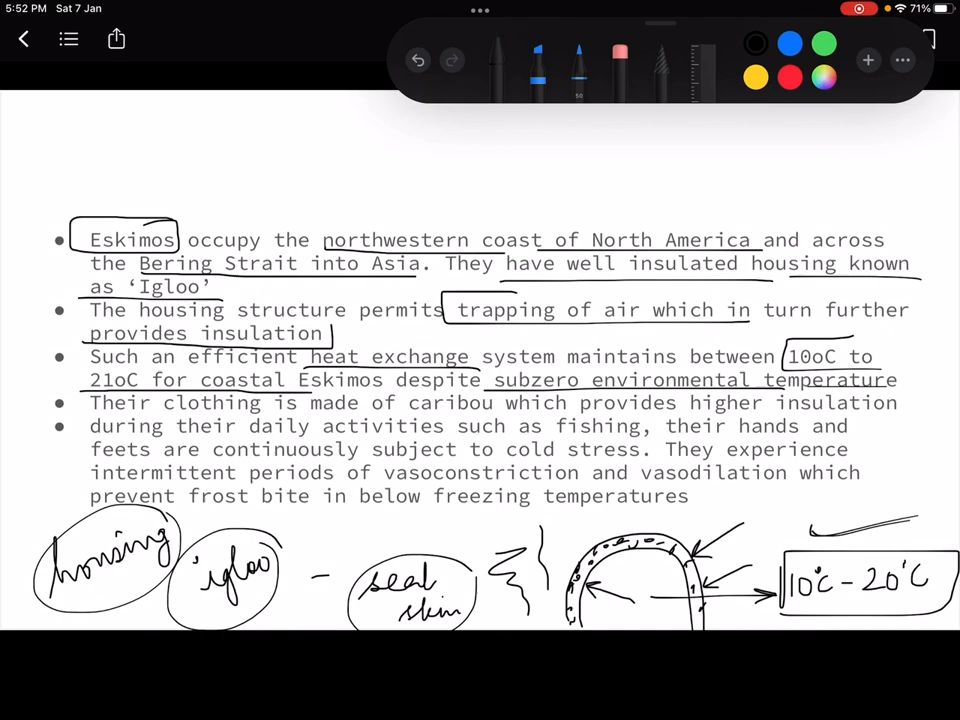 5:52 PM Sat 7 Jan
71%
50
● Eskimos occupy the northwestern coast of North America and across
the Bering Strait into Asia. They have well insulated housing known
as ‘Igloo’
● The housing structure permits trapping of air which in turn further
provides insulation
● Such an efficient heat exchange system maintains between 10oC to
21oC for coastal Eskimos despite subzero environmental temperature
● Their clothing is made of caribou which provides higher insulation
● during their daily activities such as fishing, their hands and
feets are continuously subject to cold stress. They experience
intermittent periods of vasoconstriction and vasodilation which
prevent frost bite in below freezing temperatures
housing 'igloo' - seal
skin
10°C - 20°C